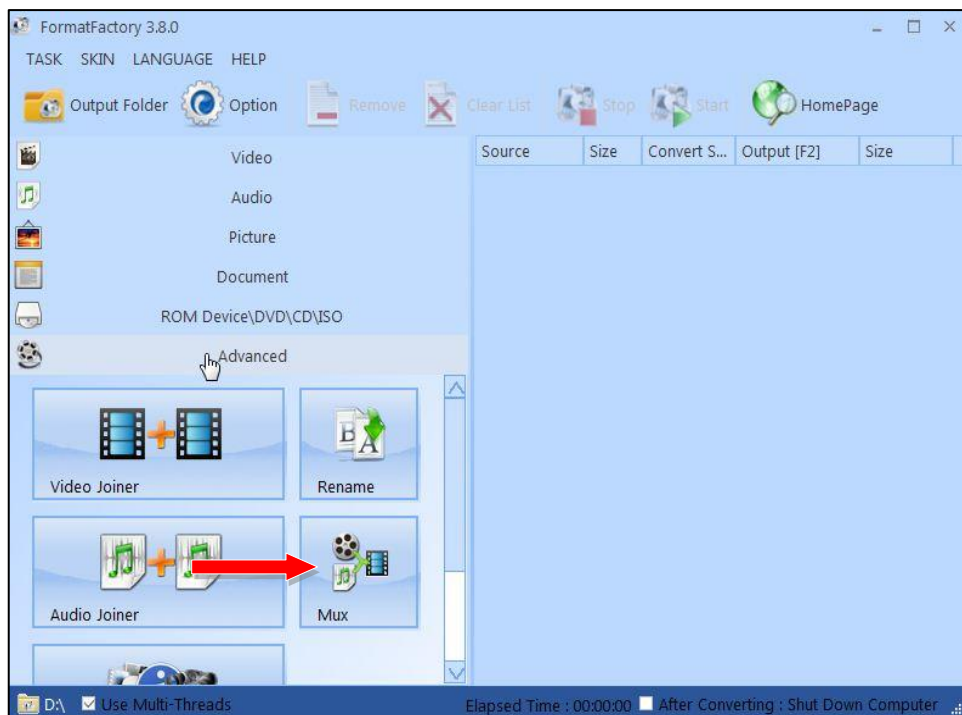 FormatFactory 3.8.0
TASK SKIN LANGUAGE HELP
Output Folder Option Remove Clear List Stop Start HomePage
Video
Audio
Picture
Document
ROM Device\DVD\CD\ISO
Advanced
Source Size Convert S... Output [F2] Size
Video Joiner Rename
Audio Joiner Mux
D:\ Use Multi-Threads Elapsed Time : 00:00:00 After Converting : Shut Down Computer